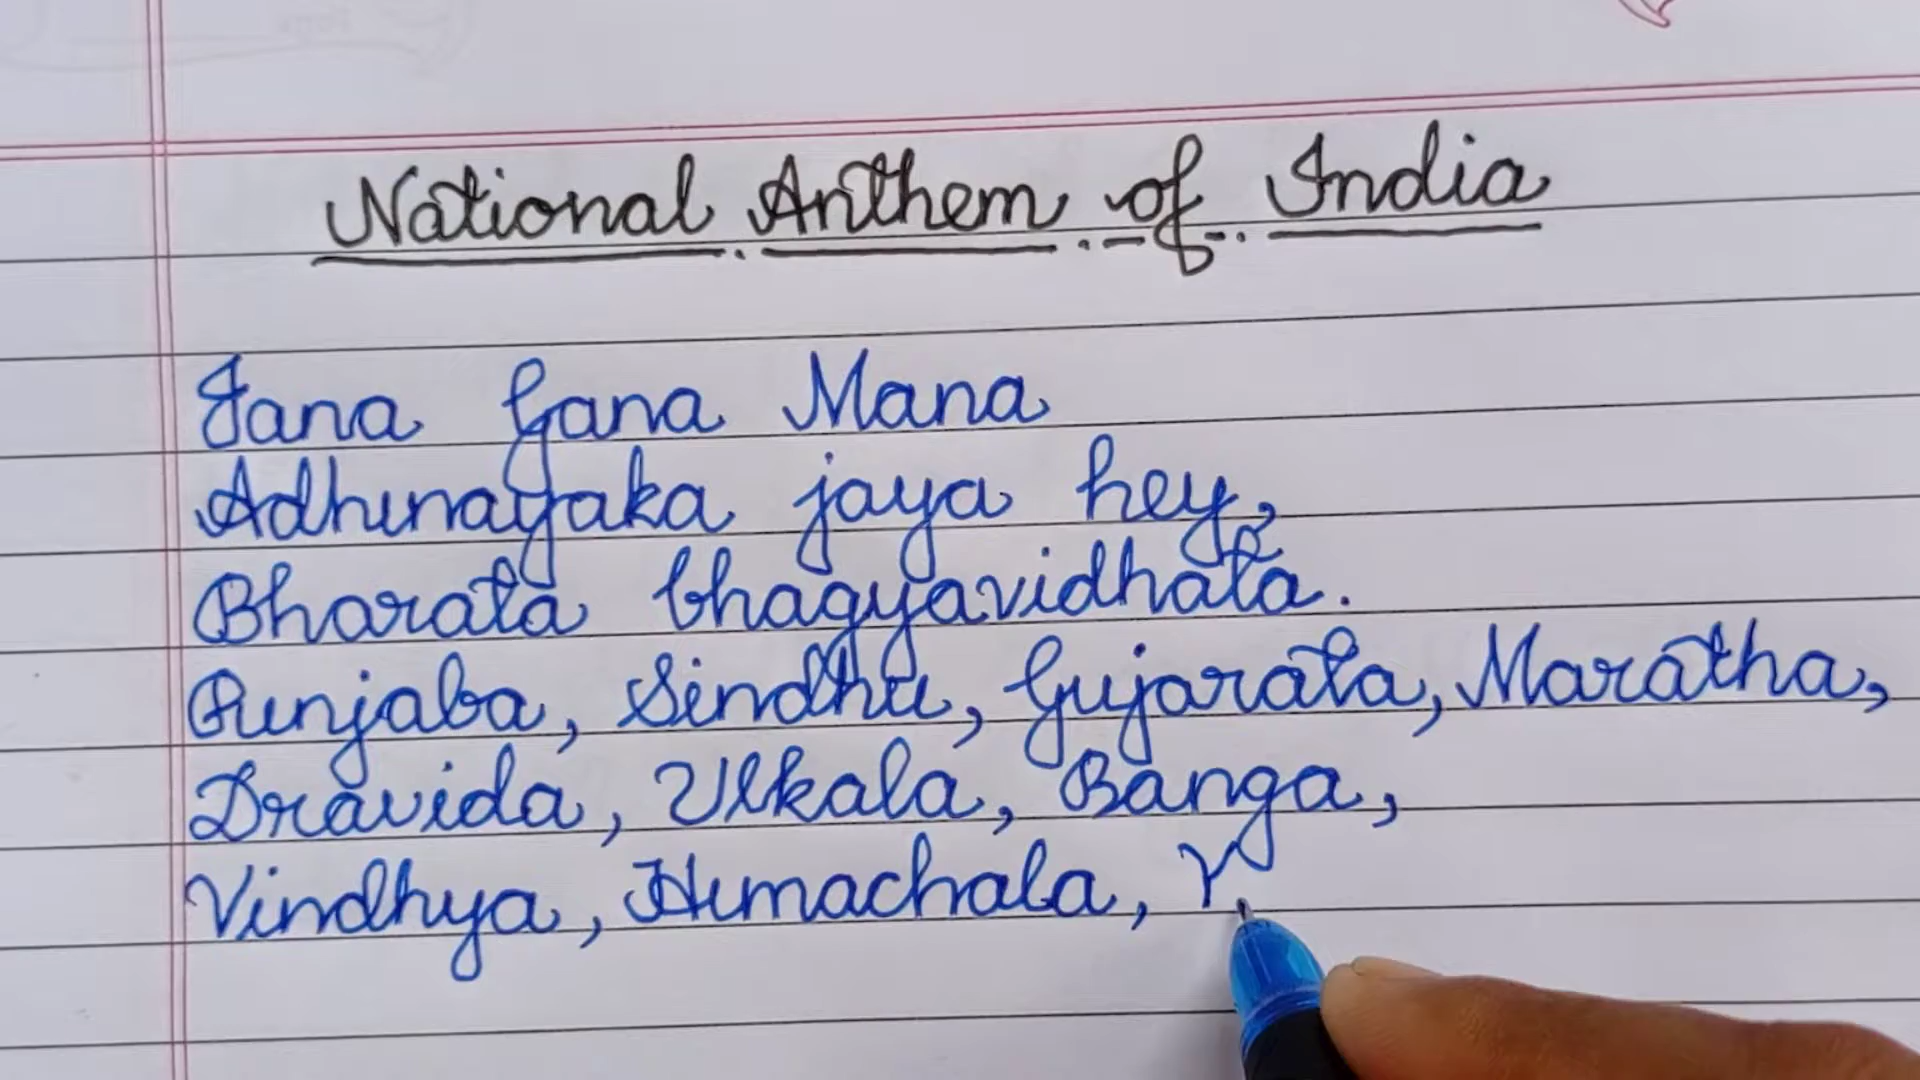 National Anthem of India
Jana Gana Mana
Adhinayaka jaya hey,
Bharata bhagyavidhata.
Punjaba, Sindhu, Gujarata, Maratha,
Dravida, Utkala, Banga,
Vindhya, Himachala, Y